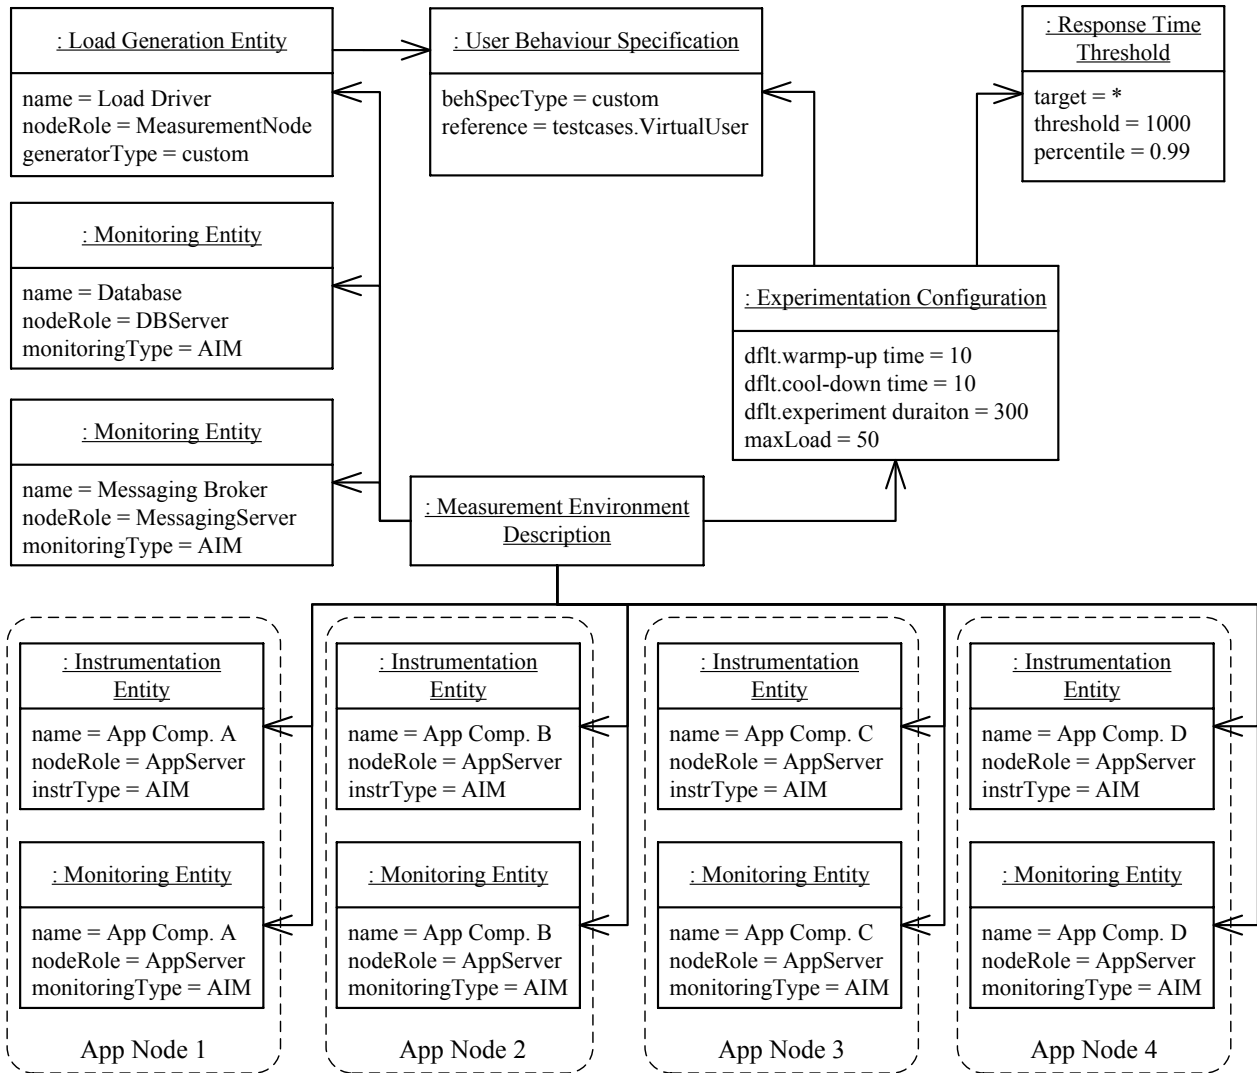 : Load Generation Entity
name = Load Driver
nodeRole = MeasurementNode
generatorType = custom
: User Behaviour Specification
behSpecType = custom
reference = testcases.VirtualUser
: Response Time
Threshold
target = *
threshold = 1000
percentile = 0.99
: Monitoring Entity
name = Database
nodeRole = DBServer
monitoringType = AIM
: Experimentation Configuration
dflt.warmp-up time = 10
dflt.cool-down time = 10
dflt.experiment duraiton = 300
maxLoad = 50
: Monitoring Entity
name = Messaging Broker
nodeRole = MessagingServer
monitoringType = AIM
: Measurement Environment
Description
: Instrumentation
Entity
name = App Comp. A
nodeRole = AppServer
instrType = AIM
: Monitoring Entity
name = App Comp. A
nodeRole = AppServer
monitoringType = AIM
App Node 1
: Instrumentation
Entity
name = App Comp. B
nodeRole = AppServer
instrType = AIM
: Monitoring Entity
name = App Comp. B
nodeRole = AppServer
monitoringType = AIM
App Node 2
: Instrumentation
Entity
name = App Comp. C
nodeRole = AppServer
instrType = AIM
: Monitoring Entity
name = App Comp. C
nodeRole = AppServer
monitoringType = AIM
App Node 3
: Instrumentation
Entity
name = App Comp. D
nodeRole = AppServer
instrType = AIM
: Monitoring Entity
name = App Comp. D
nodeRole = AppServer
monitoringType = AIM
App Node 4